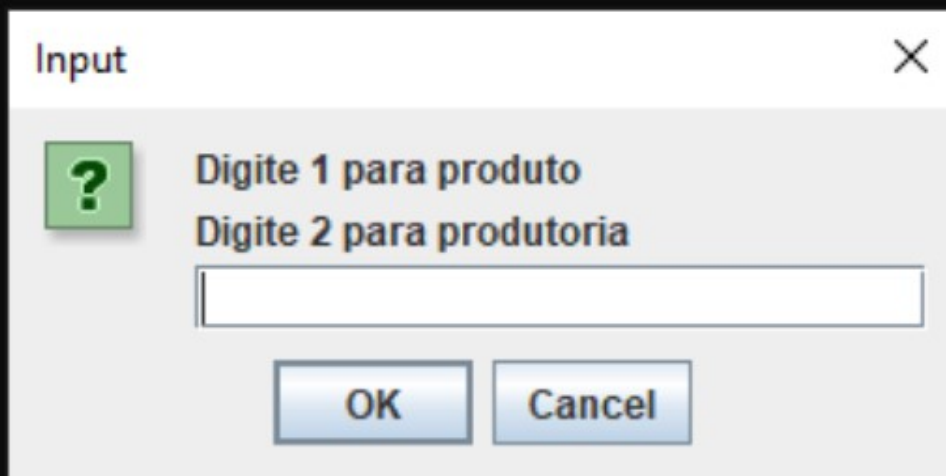 Input
?
Digite 1 para produto
Digite 2 para produtoria
OK Cancel